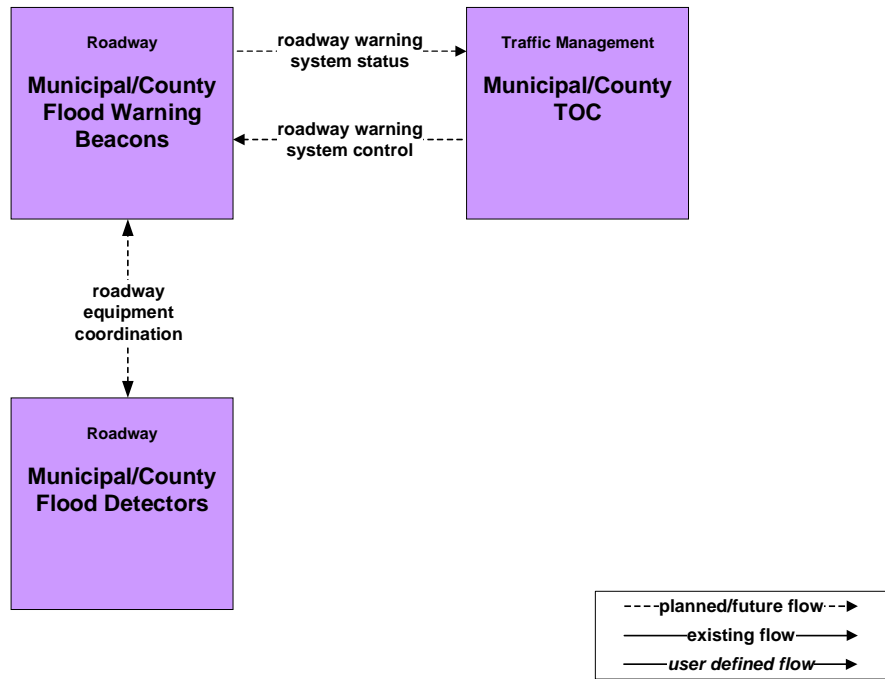 Roadway
Municipal/County
Flood Warning
Beacons
roadway warning
system status
roadway warning
system control
Traffic Management
Municipal/County
TOC
roadway
equipment
coordination
Roadway
Municipal/County
Flood Detectors
planned/future flow
existing flow
user defined flow